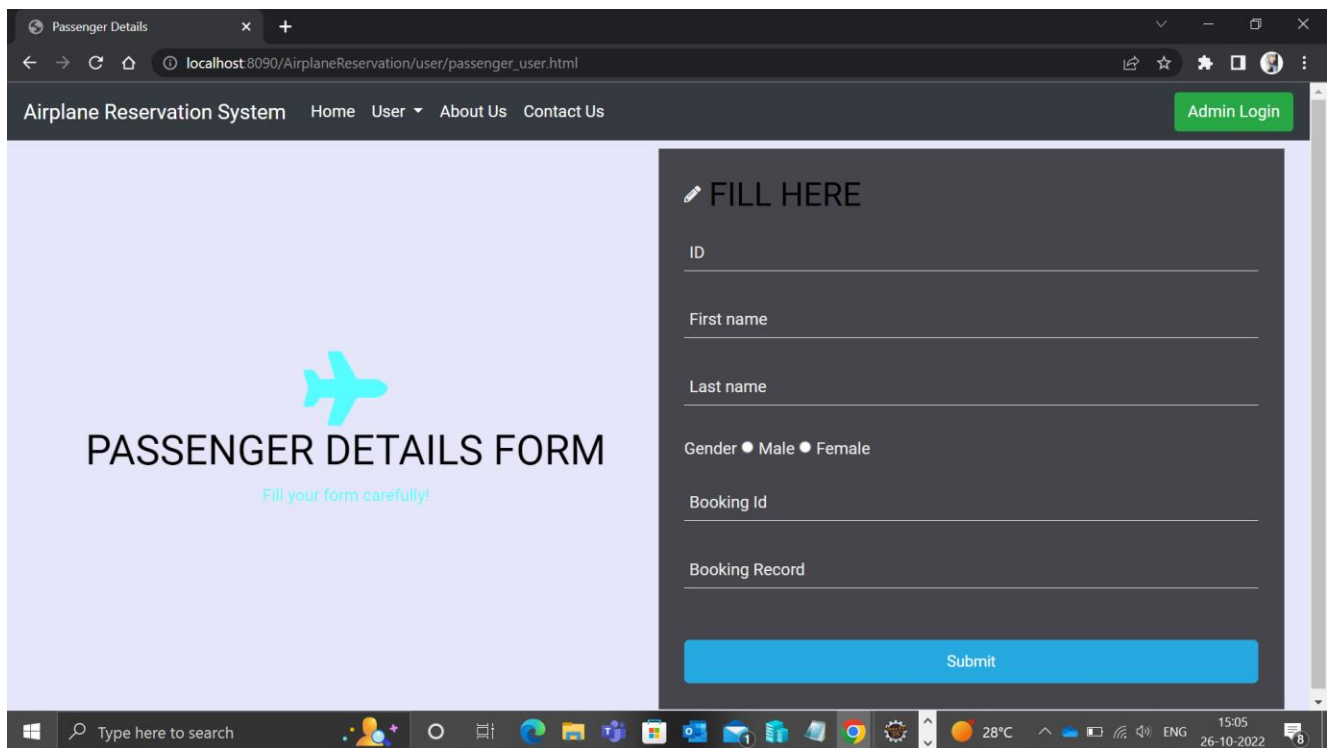 Passenger Details
localhost:8090/AirplaneReservation/user/passenger_user.html
Airplane Reservation System Home User About Us Contact Us Admin Login
FILL HERE
ID
First name
Last name
PASSENGER DETAILS FORM
Gender Male Female
Fill your form carefully!
Booking Id
Booking Record
Submit
Type here to search 1 28°C ENG 15:05
26-10-2022 8